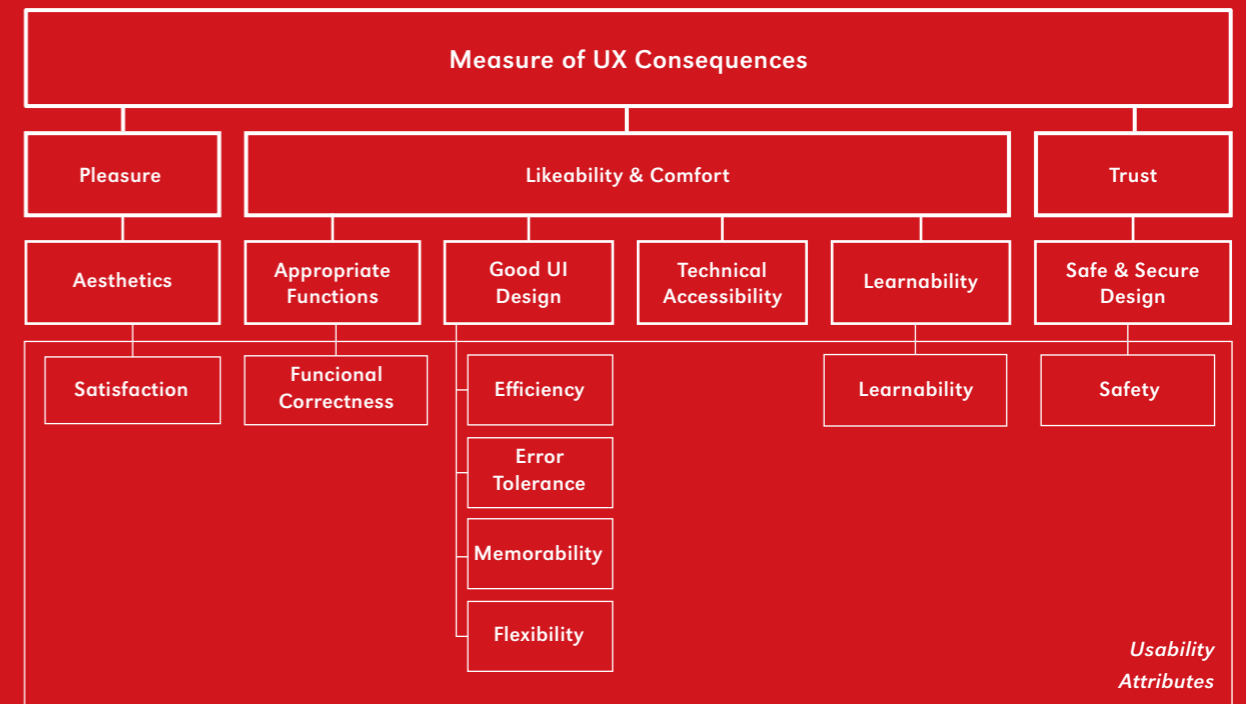 Measure of UX Consequences
Pleasure
Likeability & Comfort
Trust
Aesthetics
Appropriate
Functions
Good UI
Design
Technical
Accessibility
Learnability
Safe & Secure
Design
Satisfaction
Funcional
Correctness
Efficiency
Learnability
Safety
Error
Tolerance
Memorability
Flexibility
Usability
Attributes